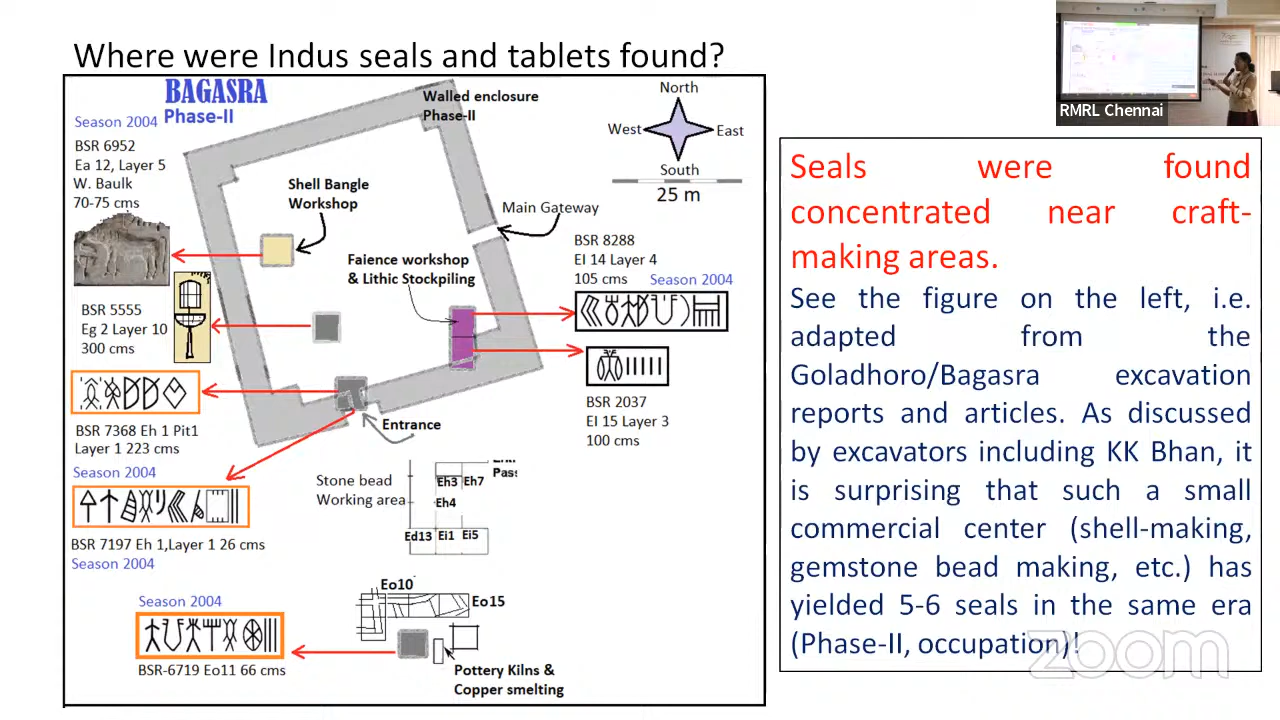 Where were Indus seals and tablets found?
RMRL Chennai
BAGASRA
Phase-II
Season 2004
BSR 6952
Ea 12, Layer 5
W. Baulk
70-75 cms
Walled enclosure
Phase-II
North
West
East
South
25 m
Shell Bangle
Workshop
Main Gateway
Faience workshop
& Lithic Stockpiling
BSR 8288
EI 14 Layer 4
105 cms
Season 2004
BSR 5555
Eg 2 Layer 10
300 cms
BSR 2037
EI 15 Layer 3
100 cms
BSR 7368 Eh 1 Pit1
Layer 1 223 cms
Season 2004
Entrance
Stone bead
Working area
Pass
Eh3 Eh7
Eh4
Ed13 Ei1 Ei5
BSR 7197 Eh 1,Layer 1 26 cms
Season 2004
Season 2004
BSR-6719 Eo11 66 cms
Eo10
Eo15
Pottery Kilns &
Copper smelting
Seals were found
concentrated near craft-
making areas.
See the figure on the left, i.e.
adapted from the
Goladhoro/Bagasra excavation
reports and articles. As discussed
by excavators including KK Bhan, it
is surprising that such a small
commercial center (shell-making,
gemstone bead making, etc.) has
yielded 5-6 seals in the same era
(Phase-II, occupation)!
zoom